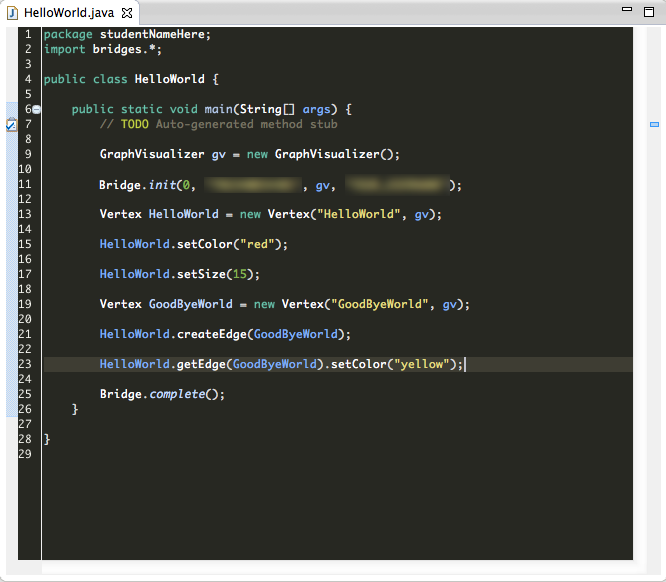 HelloWorld.java
1 package studentNameHere;
2 import bridges.*;
3
4 public class HelloWorld {
5
6 public static void main(String[] args) {
7 // TODO Auto-generated method stub
8
9 GraphVisualizer gv = new GraphVisualizer();
10
11 Bridge.init(0, , gv, );
12
13 Vertex HelloWorld = new Vertex("HelloWorld", gv);
14
15 HelloWorld.setColor("red");
16
17 HelloWorld.setSize(15);
18
19 Vertex GoodByeWorld = new Vertex("GoodByeWorld", gv);
20
21 HelloWorld.createEdge(GoodByeWorld);
22
23 HelloWorld.getEdge(GoodByeWorld).setColor("yellow");
24
25 Bridge.complete();
26 }
27
28 }
29